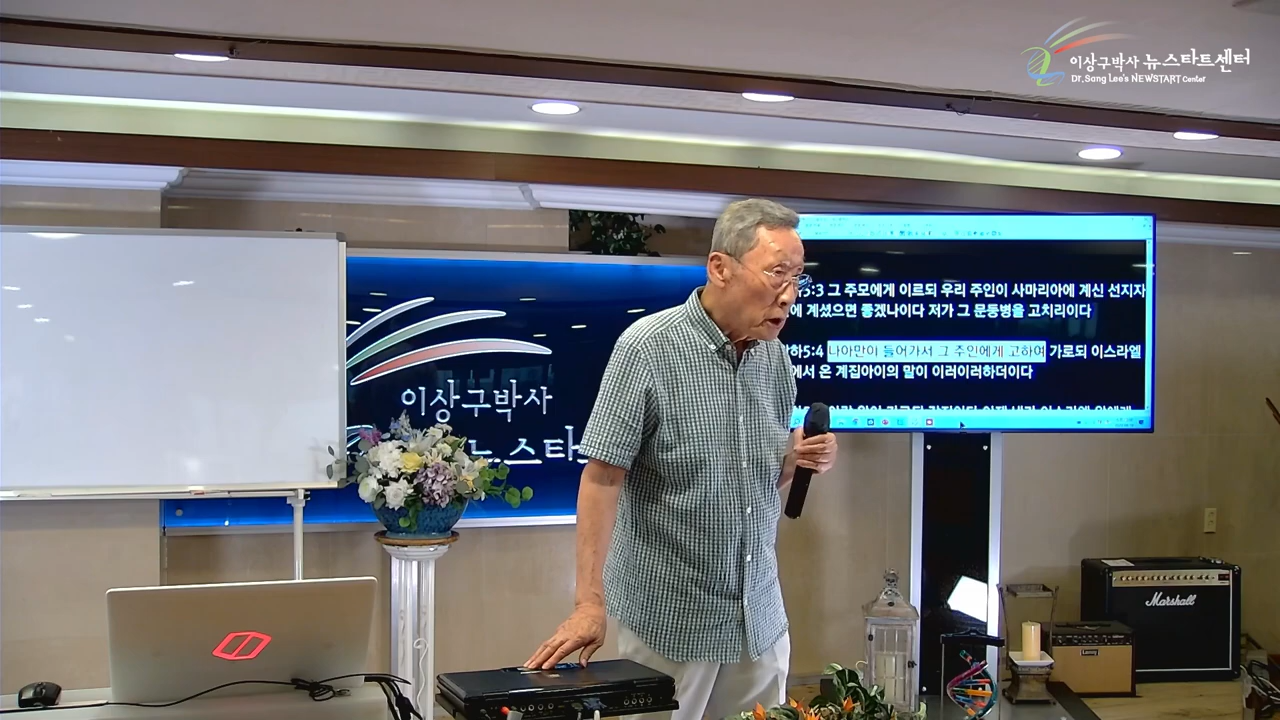 이상구박사 뉴스타트센터
Dr. Sang Lee's NEWSTART Center
5:3 그 주모에게 이르되 우리 주인이 사마리아에 계신 선지자
에 계셨으면 좋겠나이다 저가 그 문둥병을 고치리이다
하5:4 나아만이 들어가서 그 주인에게 고하여 가로되 이스라엘
에서 온 계집아이의 말이 이러이러하더이다
이상구박사
뉴스타
Marshall
Laney